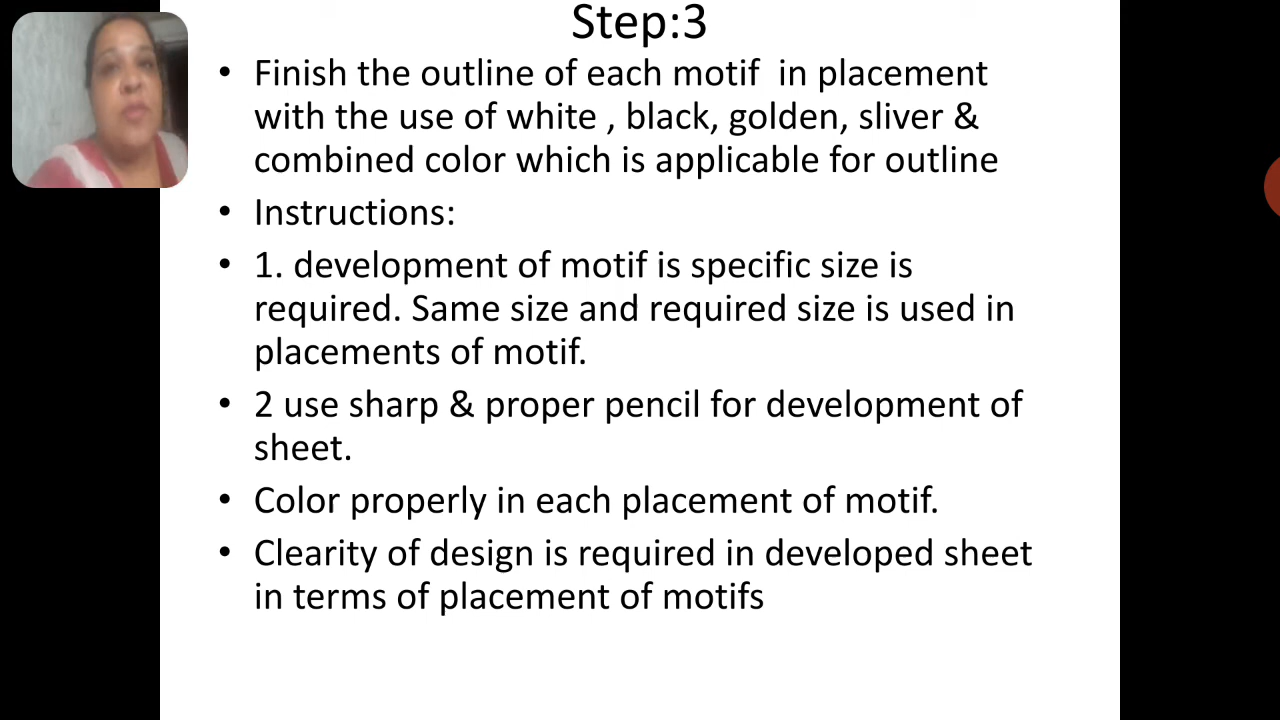 Step:3
• Finish the outline of each motif  in placement
with the use of white , black, golden, sliver &
combined color which is applicable for outline
• Instructions:
• 1. development of motif is specific size is
required. Same size and required size is used in
placements of motif.
• 2 use sharp & proper pencil for development of
sheet.
• Color properly in each placement of motif.
• Clearity of design is required in developed sheet
in terms of placement of motifs